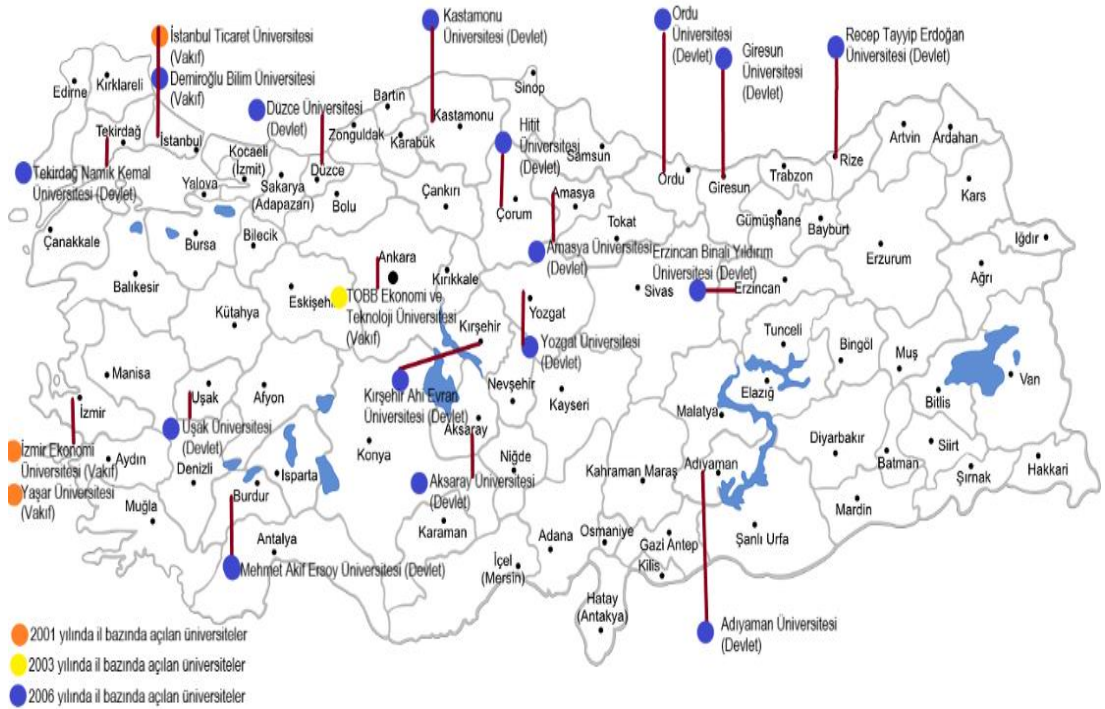 İstanbul Ticaret Üniversitesi
(Vakıf)
Demiroğlu Bilim Üniversitesi
(Vakıf)
Kastamonu
Üniversitesi (Devlet)
Ordu
Üniversitesi
(Devlet)
Giresun
Üniversitesi
(Devlet)
Recep Tayyip Erdoğan
Üniversitesi (Devlet)
Düzce Üniversitesi
(Devlet)
Hitit
Üniversitesi
(Devlet)
Tekirdağ Namık Kemal
Üniversitesi (Devlet)
Amasya Üniversitesi
(Devlet)
Erzincan Binali Yıldırım
Üniversitesi (Devlet)
TOBB Ekonomi ve
Teknoloji Üniversitesi
(Vakıf)
Yozgat Üniversitesi
(Devlet)
Kırşehir Ahi Evran
Üniversitesi (Devlet)
Uşak Üniversitesi
(Devlet)
İzmir Ekonomi
Üniversitesi (Vakıf)
Yaşar Üniversitesi
(Vakıf)
Aksaray Üniversitesi
(Devlet)
Mehmet Akif Ersoy Üniversitesi (Devlet)
Adıyaman Üniversitesi
(Devlet)
Edirne
Kırklareli
Tekirdağ
İstanbul
Kocaeli
(İzmit)
Yalova
Sakarya
(Adapazarı)
Düzce
Bolu
Zonguldak
Bartın
Karabük
Kastamonu
Sinop
Samsun
Çankırı
Çorum
Amasya
Tokat
Ordu
Giresun
Trabzon
Rize
Artvin
Ardahan
Kars
Gümüşhane
Bayburt
Erzurum
Iğdır
Ağrı
Çanakkale
Bursa
Bilecik
Balıkesir
Kütahya
Eskişehir
Ankara
Kırıkkale
Kırşehir
Yozgat
Sivas
Erzincan
Tunceli
Bingöl
Muş
Van
Bitlis
Manisa
İzmir
Uşak
Afyon
Aydın
Denizli
Muğla
Burdur
Isparta
Antalya
Konya
Aksaray
Nevşehir
Niğde
Kayseri
Karaman
İçel
(Mersin)
Adana
Osmaniye
Kahraman Maraş
Malatya
Elazığ
Adıyaman
Diyarbakır
Batman
Siirt
Şırnak
Hakkari
Mardin
Şanlı Urfa
Gazi Antep
Kilis
Hatay
(Antakya)
2001 yılında il bazında açılan üniversiteler
2003 yılında il bazında açılan üniversiteler
2006 yılında il bazında açılan üniversiteler